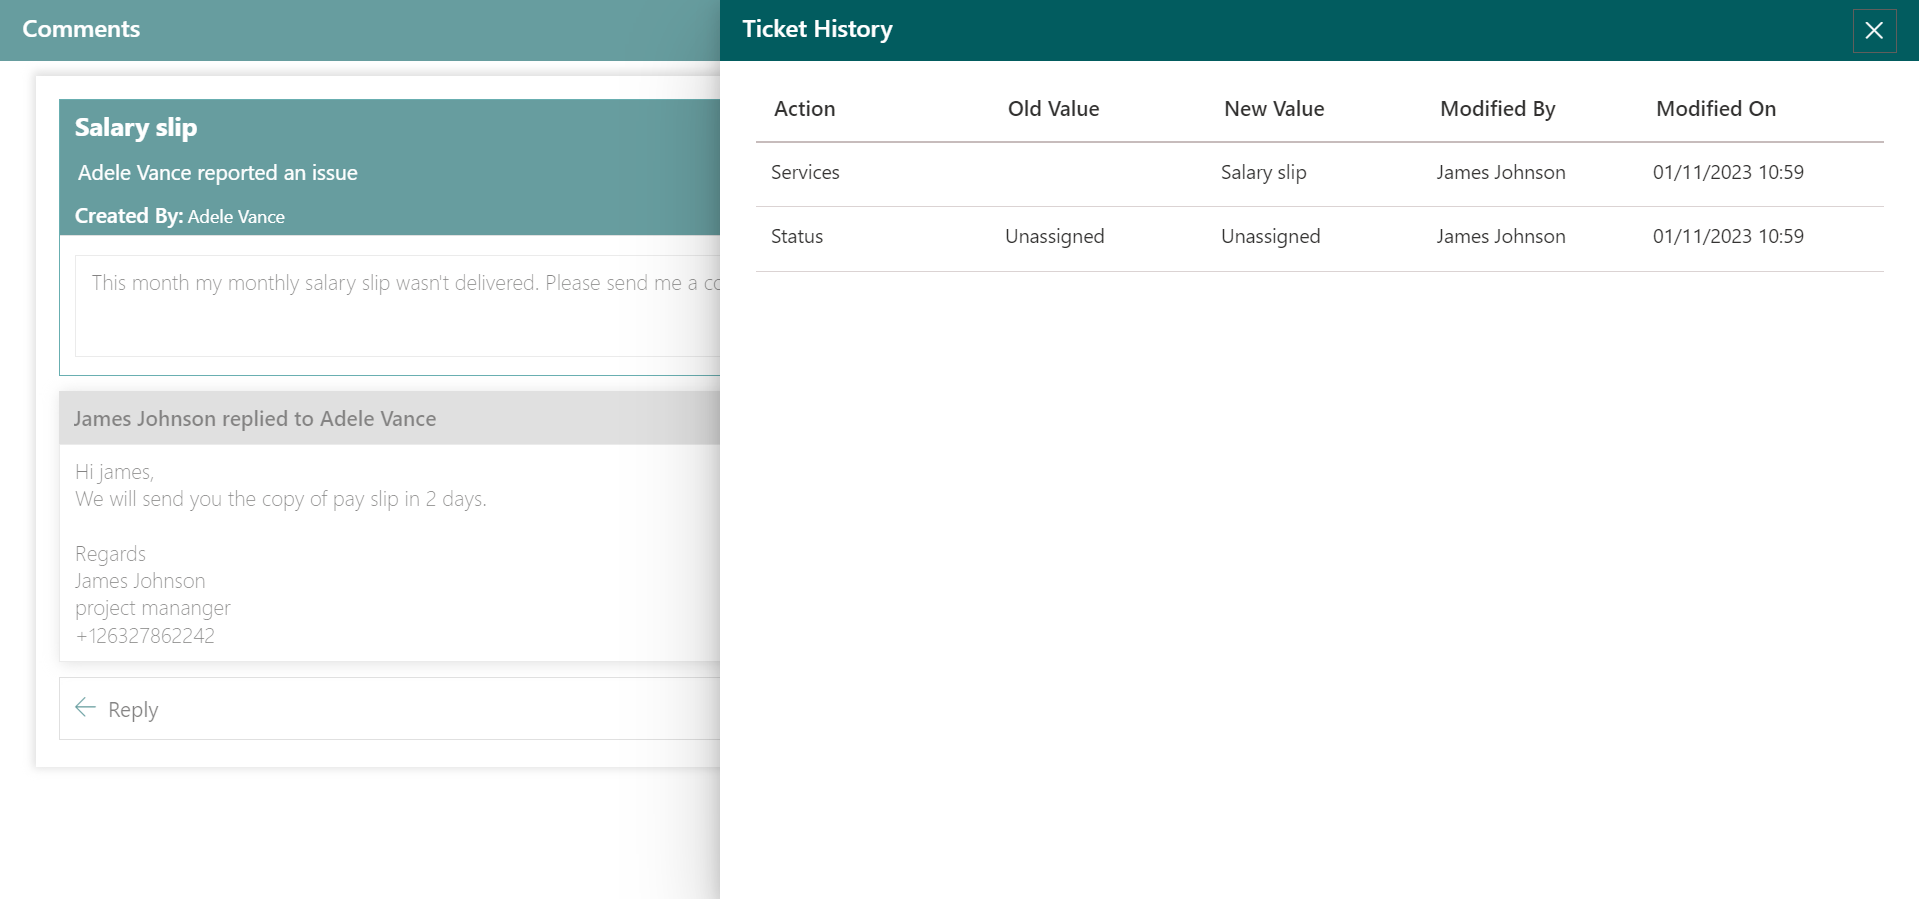 Comments
Salary slip
Adele Vance reported an issue
Created By: Adele Vance
This month my monthly salary slip wasn't delivered. Please send me a
James Johnson replied to Adele Vance
Hi james,
We will send you the copy of pay slip in 2 days.
Regards
James Johnson
project mananger
+126327862242
Reply
Ticket History
Action Old Value New Value Modified By Modified On
Services Salary slip James Johnson 01/11/2023 10:59
Status Unassigned Unassigned James Johnson 01/11/2023 10:59